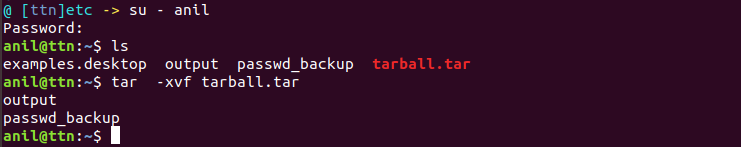 @ [ttn]etc -> su - anil
Password:
anil@ttn:~$ ls
examples.desktop  output  passwd_backup  tarball.tar
anil@ttn:~$ tar  -xvf tarball.tar
output
passwd_backup
anil@ttn:~$